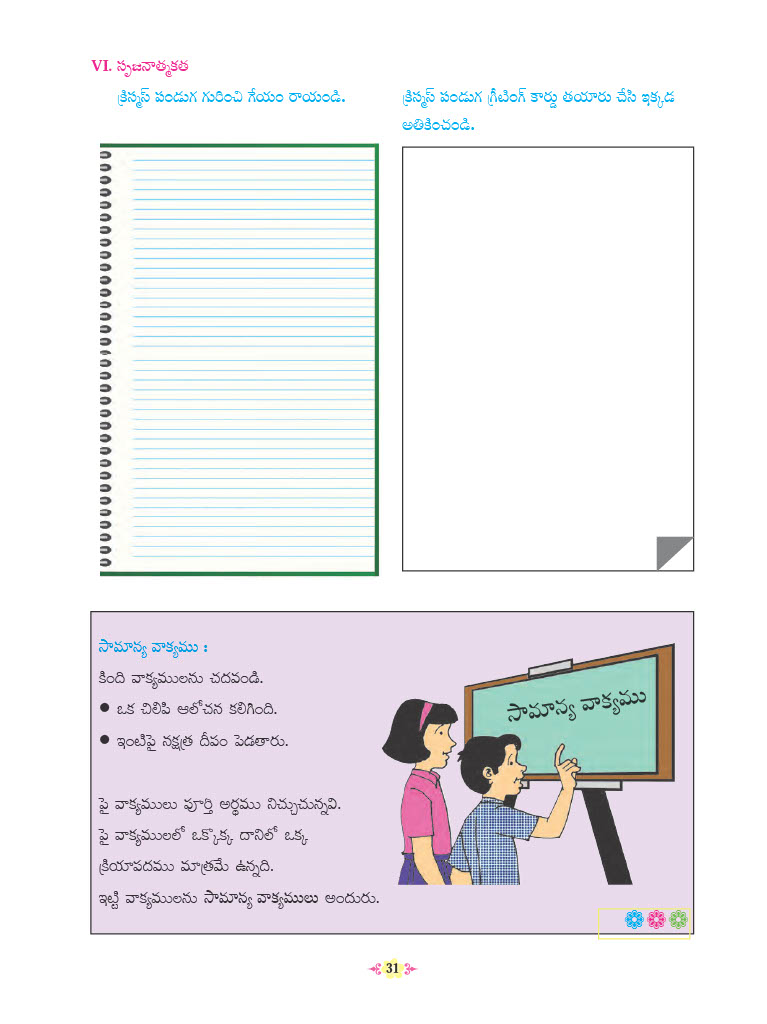 VI. సృజనాత్మకత
క్రిస్మస్ పండుగ గురించి గేయం రాయండి.
క్రిస్మస్ పండుగ గ్రీటింగ్ కార్డు తయారు చేసి ఇక్కడ
అతికించండి.
సామాన్య వాక్యము :
కింది వాక్యములను చదవండి.
● ఒక చిలిపి ఆలోచన కలిగింది.
● ఇంటిపై నక్షత్ర దీపం పెడతారు.
సామాన్య వాక్యము
పై వాక్యములు పూర్తి అర్థము నిచ్చుచున్నవి.
పై వాక్యములలో ఒక్కొక్క దానిలో ఒక్క
క్రియాపదము మాత్రమే ఉన్నది.
ఇట్టి వాక్యములను సామాన్య వాక్యములు అందురు.
31